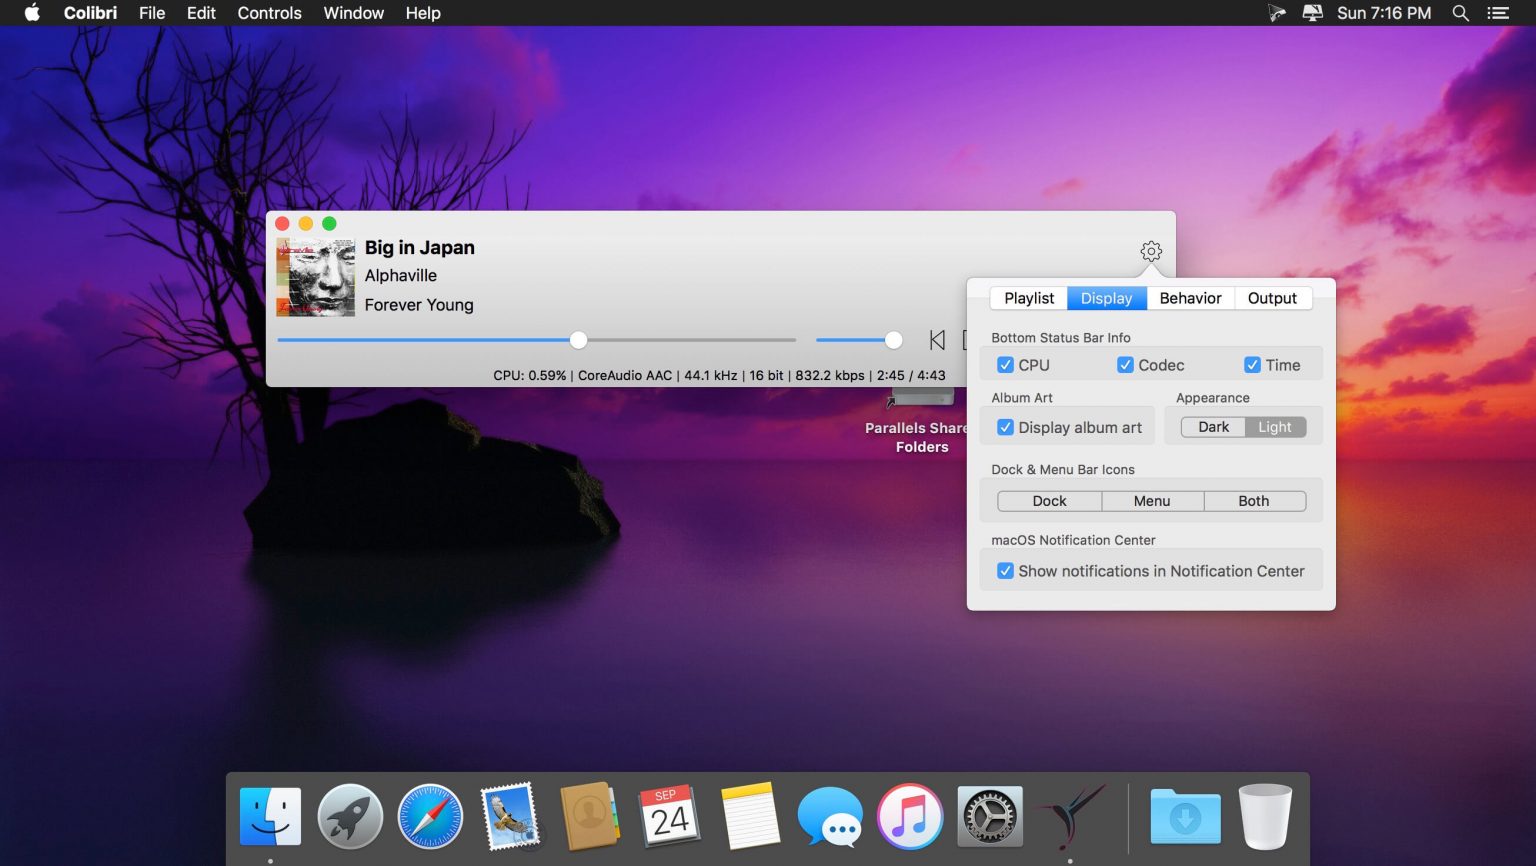 Colibri File Edit Controls Window Help Sun 7:16 PM
Big in Japan
Alphaville
Forever Young
CPU: 0.59% | CoreAudio AAC | 44.1 kHz | 16 bit | 832.2 kbps | 2:45 / 4:43
Parallels Share
Folders
Playlist Display Behavior Output
Bottom Status Bar Info
CPU Codec Time
Album Art Appearance
Display album art Dark Light
Dock & Menu Bar Icons
Dock Menu Both
macOS Notification Center
Show notifications in Notification Center
SEP
24